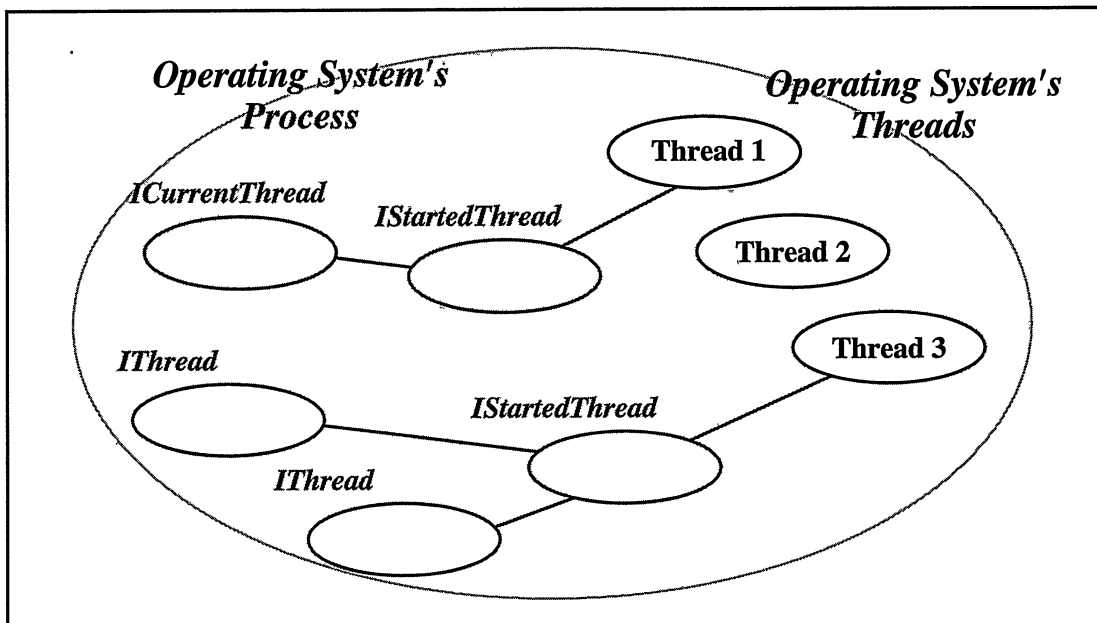 Operating System's
Process
Operating System's
Threads
Thread 1
ICurrentThread
IStartedThread
Thread 2
Thread 3
IThread
IStartedThread
IThread